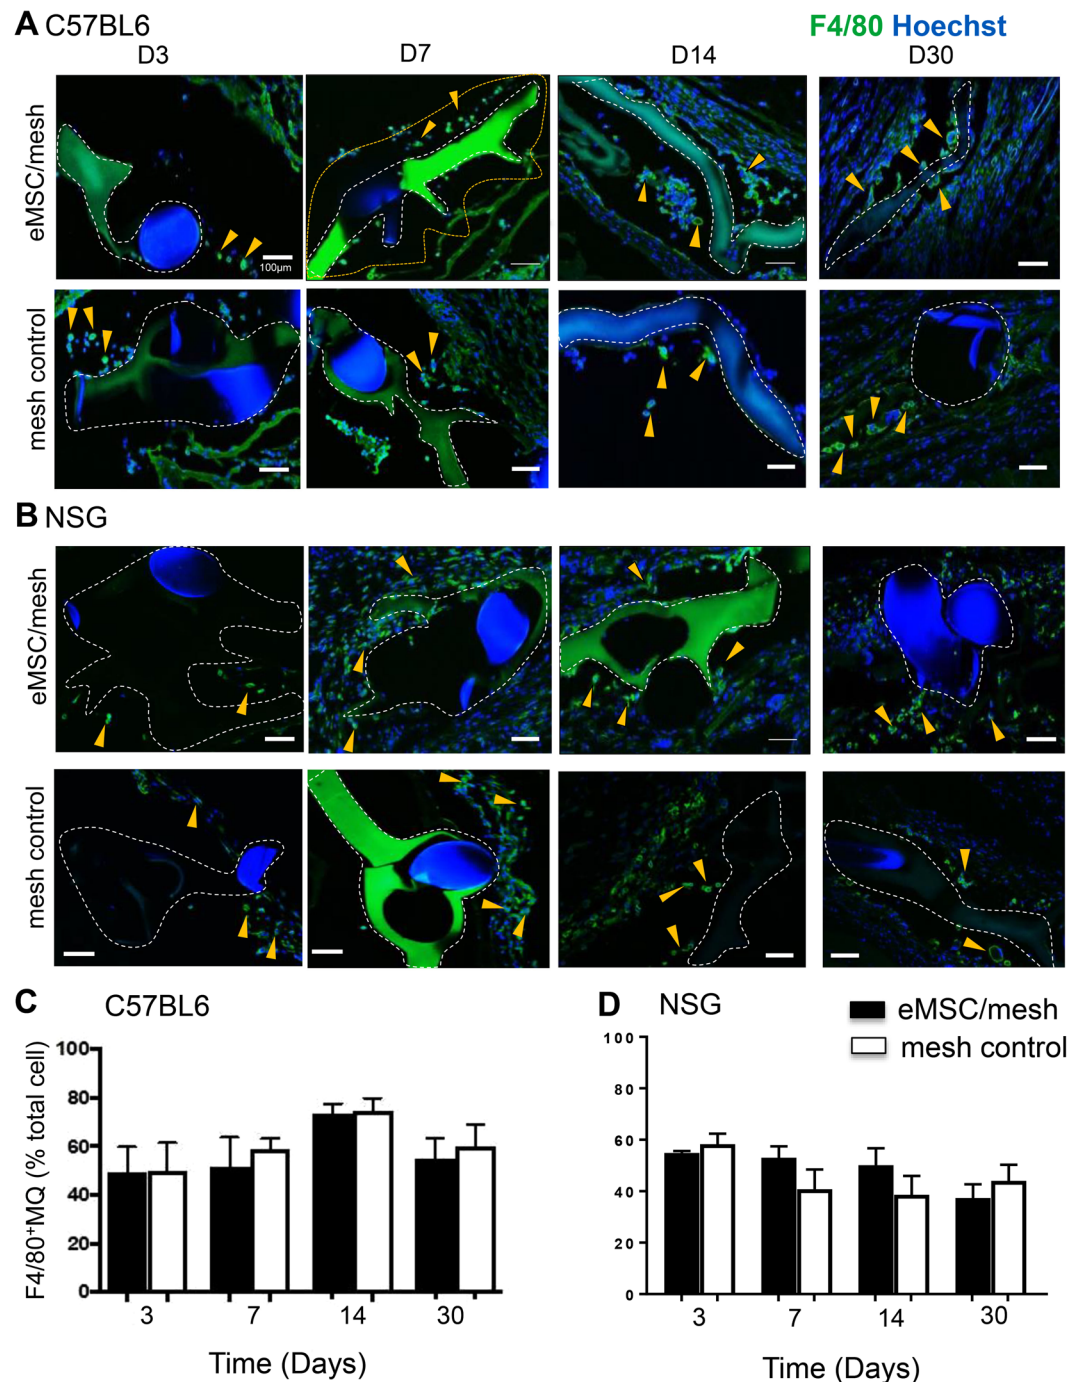 A C57BL6
F4/80 Hoechst
D3 D7 D14 D30
eMSC/mesh
100µm
mesh control
B NSG
eMSC/mesh
mesh control
C C57BL6
D NSG
eMSC/mesh
mesh control
F4/80⁺MQ (% total cell)
100
80
60
40
20
0
3 7 14 30
Time (Days)
100
80
60
40
20
0
3 7 14 30
Time (Days)